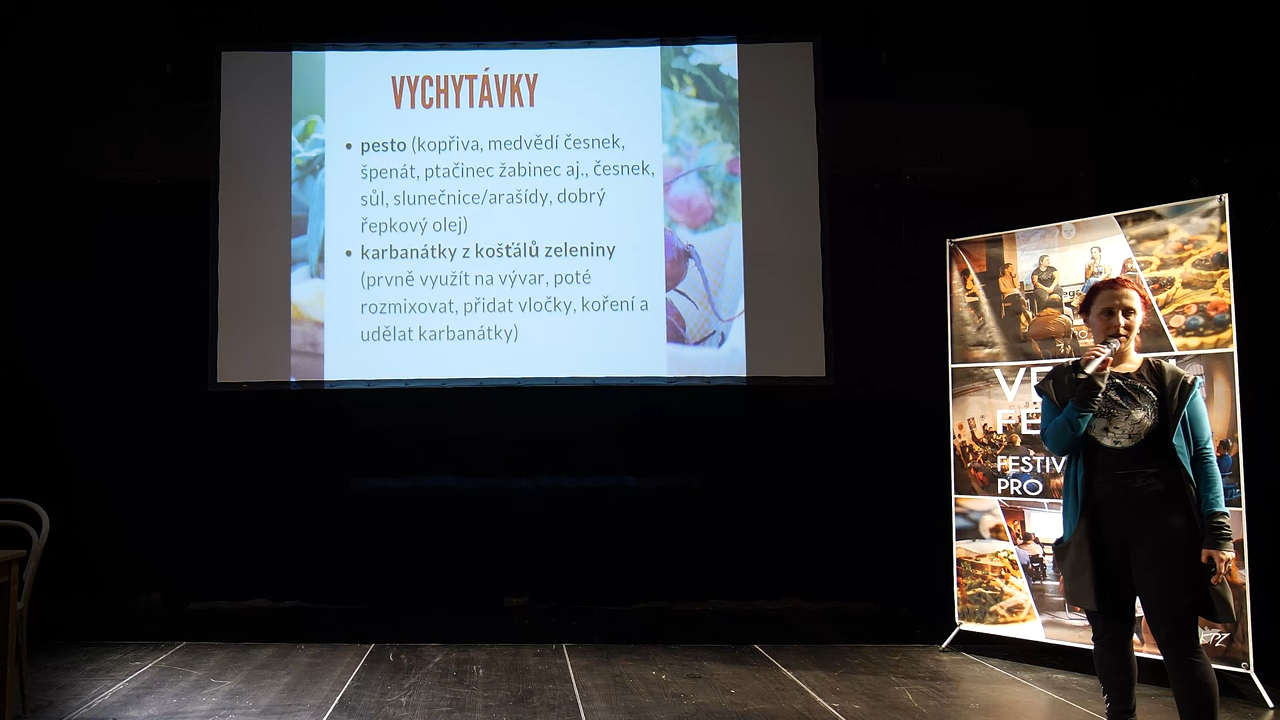 VYCHYTÁVKY
• pesto (kopřiva, medvědí česnek,
špenát, ptačinec žabinec aj., česnek,
sůl, slunečnice/arašídy, dobrý
řepkový olej)
• karbanátky z košťálů zeleniny
(prvně využít na vývar, poté
rozmixovat, přidat vločky, koření a
udělat karbanátky)
FESTIV
PRO
KPZ